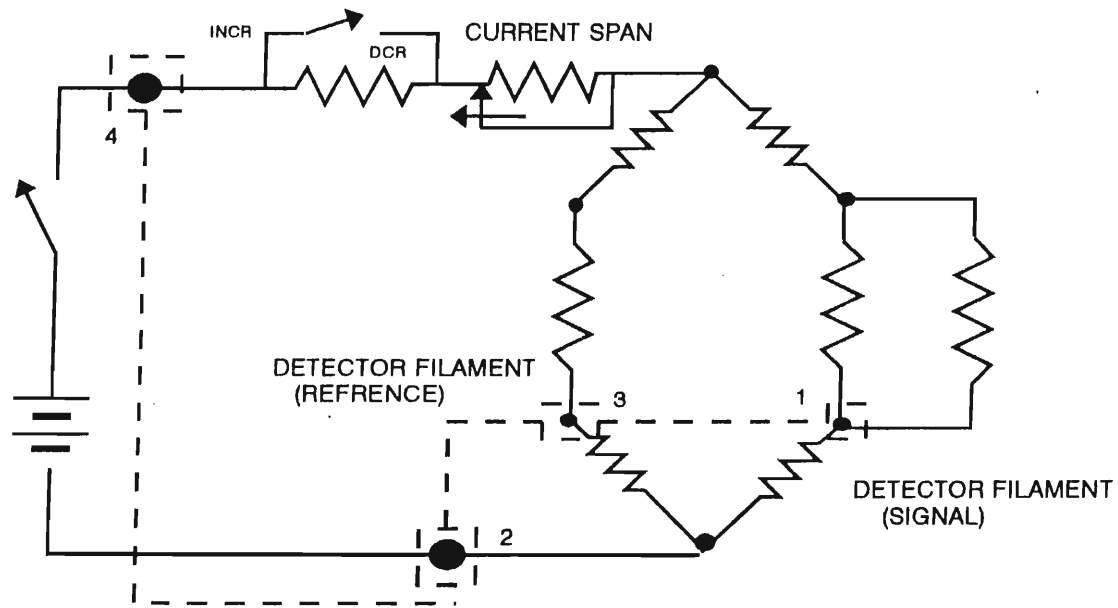 INCR
DCR
CURRENT SPAN
4
DETECTOR FILAMENT
(REFRENCE)
3
1
DETECTOR FILAMENT
(SIGNAL)
2